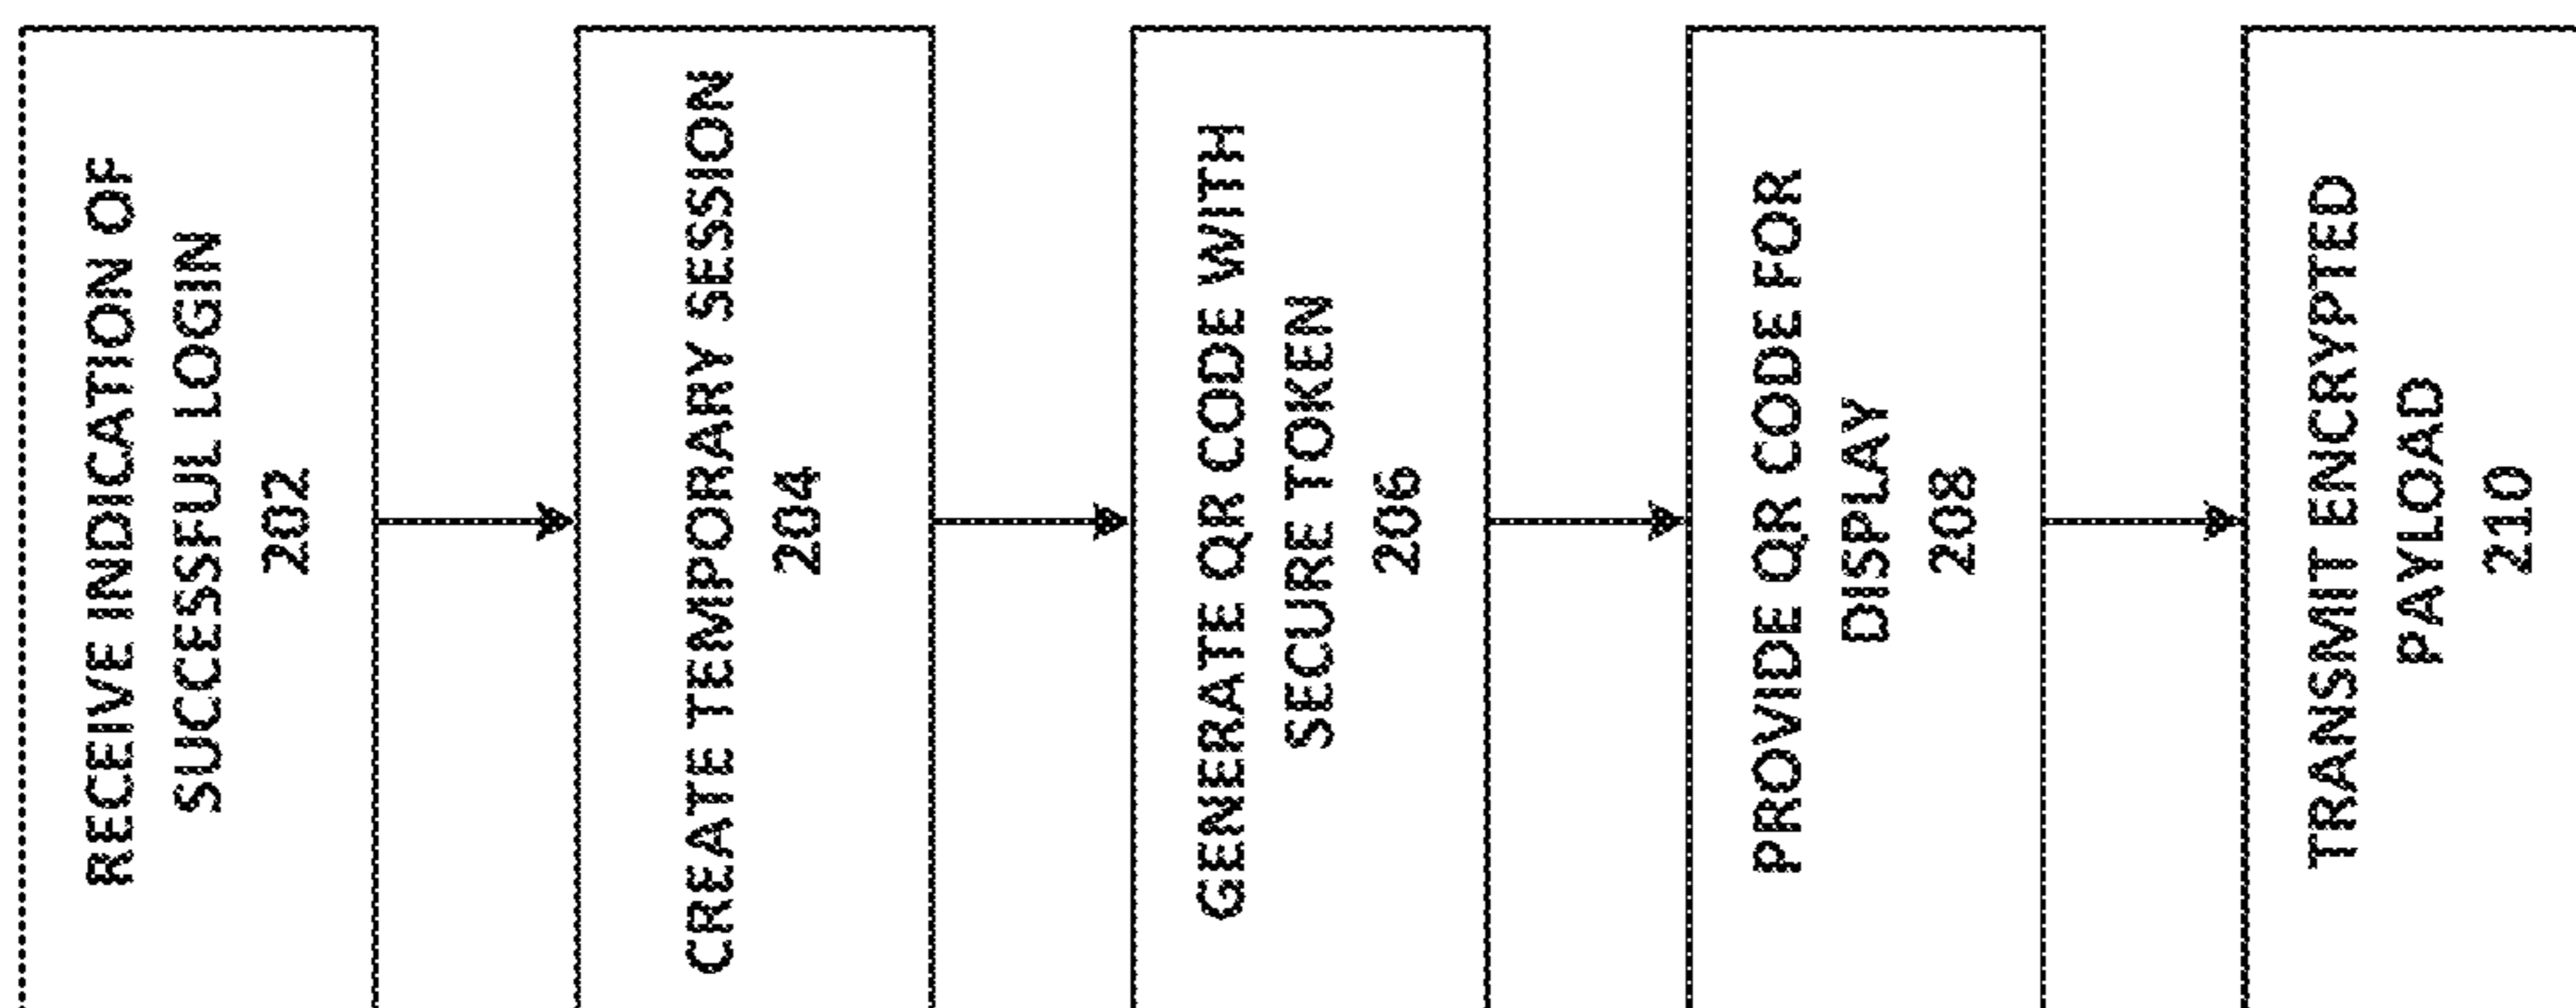 RECEIVE INDICATION OF
SUCCESSFUL LOGIN
202
CREATE TEMPORARY SESSION
204
GENERATE QR CODE WITH
SECURE TOKEN
206
PROVIDE QR CODE FOR
DISPLAY
208
TRANSMIT ENCRYPTED
PAYLOAD
210